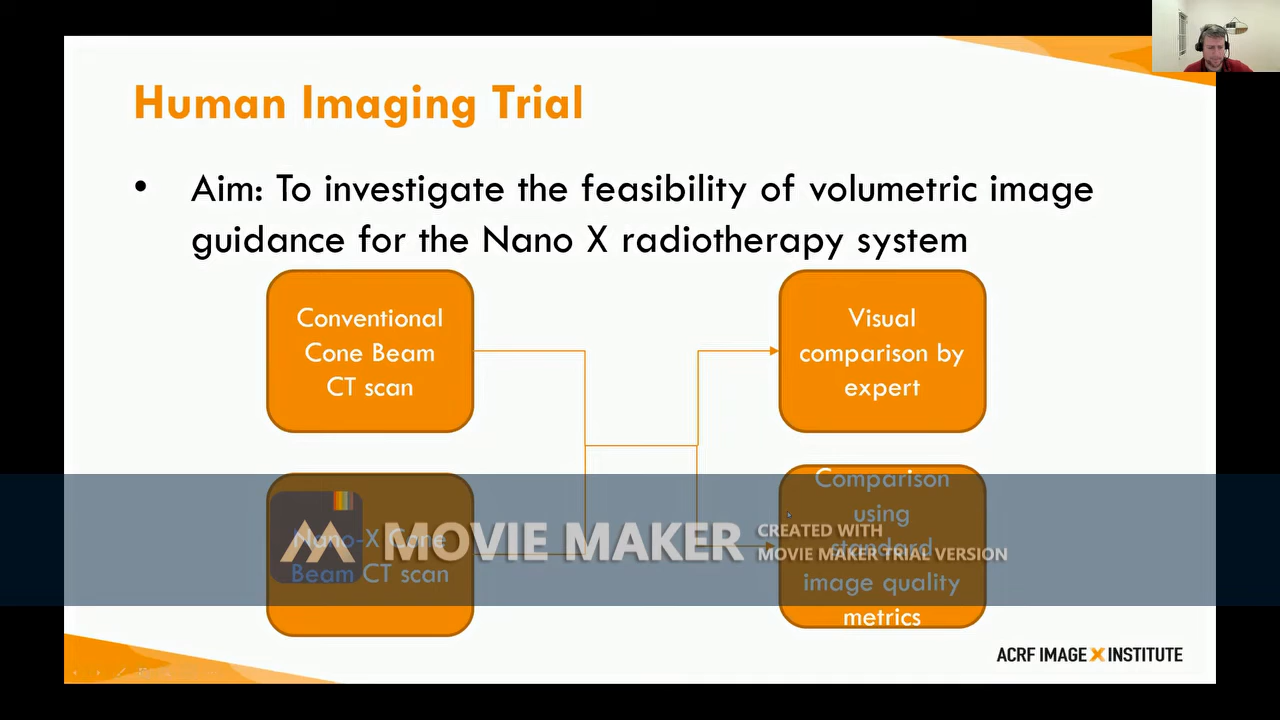 Human Imaging Trial
• Aim: To investigate the feasibility of volumetric image
guidance for the Nano X radiotherapy system
Conventional
Cone Beam
CT scan
Visual
comparison by
expert
Nano-X Cone
Beam CT scan
Comparison
using
standard
image quality
metrics
MOVIE MAKER
CREATED WITH
MOVIE MAKER TRIAL VERSION
ACRF IMAGE X INSTITUTE